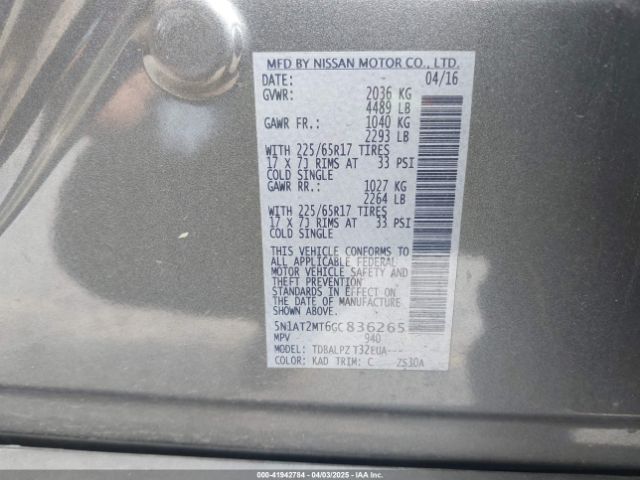 MFD BY NISSAN MOTOR CO., LTD.
DATE: 04/16
GVWR: 2036 KG
4489 LB
GAWR FR.: 1040 KG
2293 LB
WITH 225/65R17 TIRES
17 X 7J RIMS AT 33 PSI
COLD SINGLE
GAWR RR.: 1027 KG
2264 LB
WITH 225/65R17 TIRES
17 X 7J RIMS AT 33 PSI
COLD SINGLE
THIS VEHICLE CONFORMS TO
ALL APPLICABLE FEDERAL
MOTOR VEHICLE SAFETY AND
THEFT PREVENTION
STANDARDS IN EFFECT ON
THE DATE OF MANUFACTURE
SHOWN ABOVE.
5N1AT2MT6GC836265
MPV 940
MODEL: TDBALPZ T32EUA---
COLOR: KAD TRIM: C ZS30A
000-41942784 - 04/03/2025 - IAAI.COM